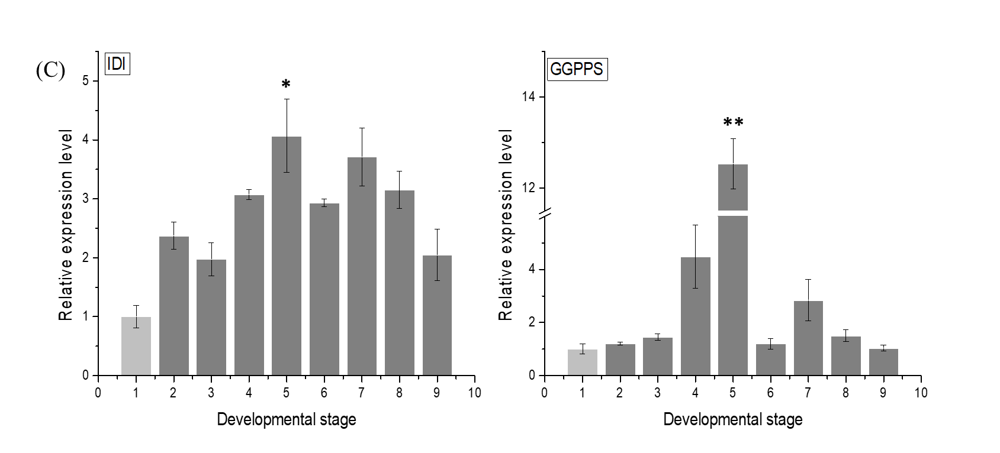 (C)
IDI
*
Relative expression level
5
4
3
2
1
0
0 1 2 3 4 5 6 7 8 9 10
Developmental stage
GGPPS
**
Relative expression level
14
12
4
2
0
0 1 2 3 4 5 6 7 8 9 10
Developmental stage